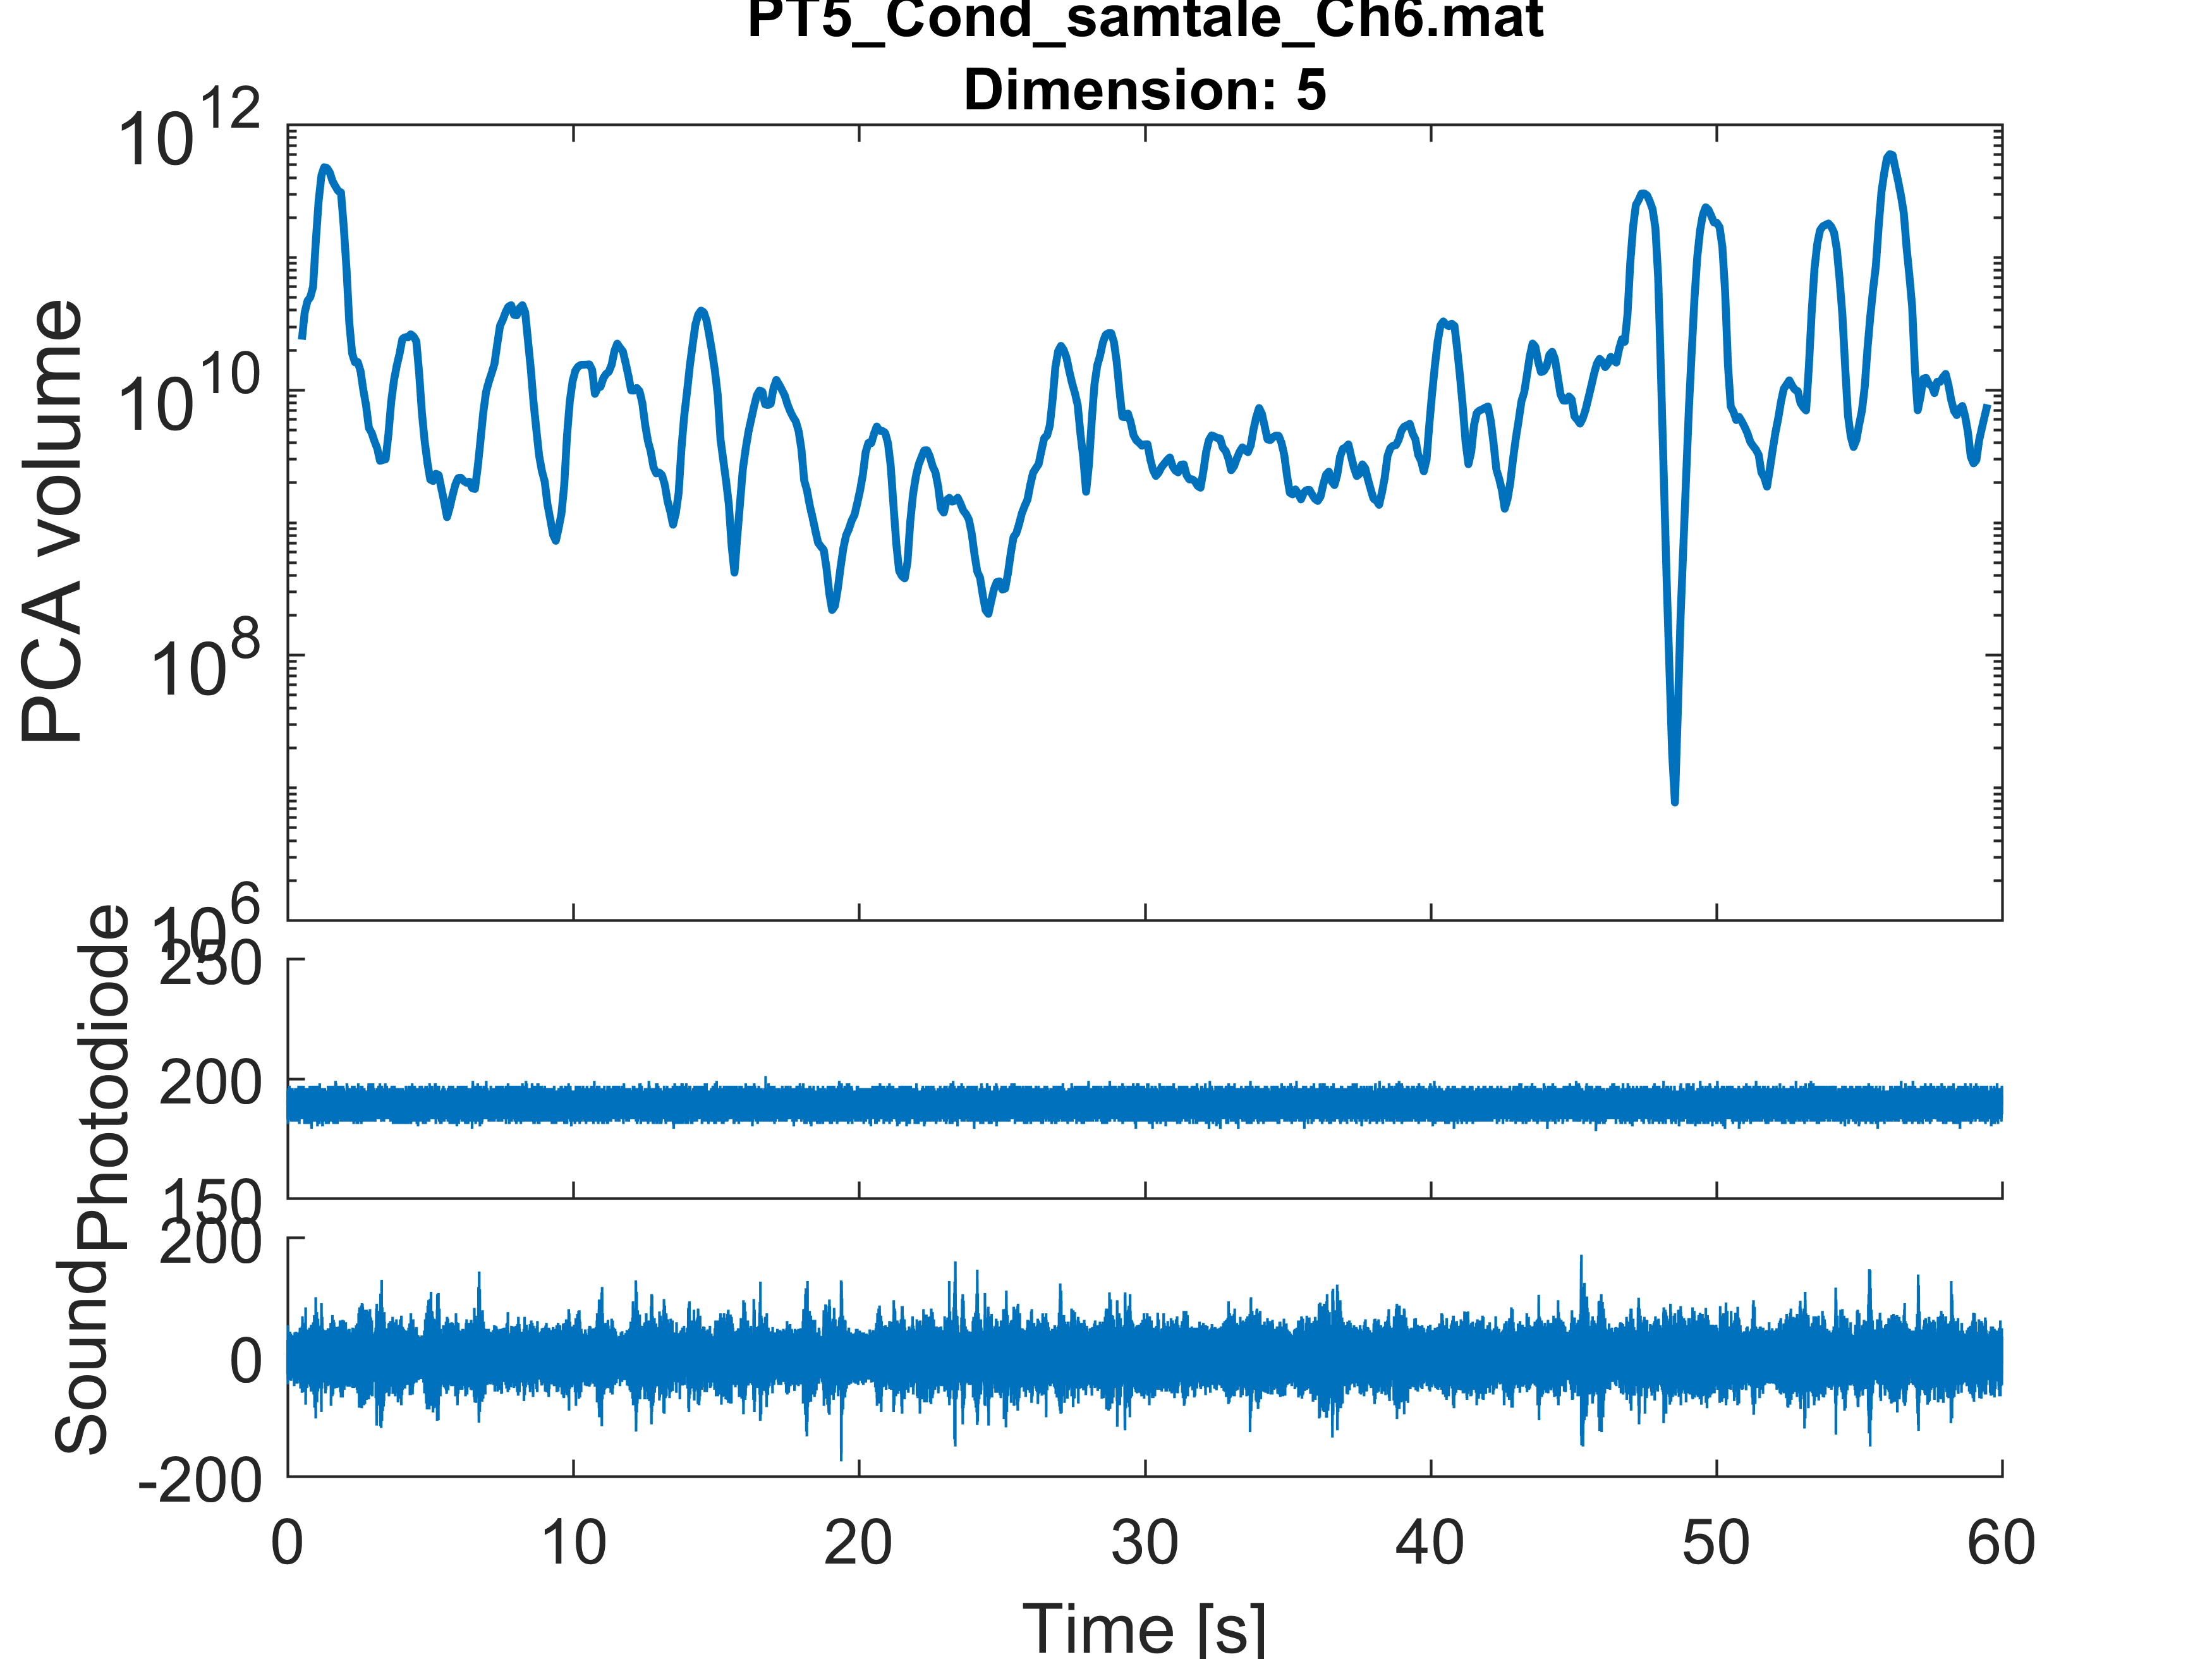 PT5_Cond_samtale_Ch6.mat
Dimension: 5
10^12
10^10
10^8
10^6
PCA volume
250
200
150
Photodiode
200
0
-200
Sound
0 10 20 30 40 50 60
Time [s]